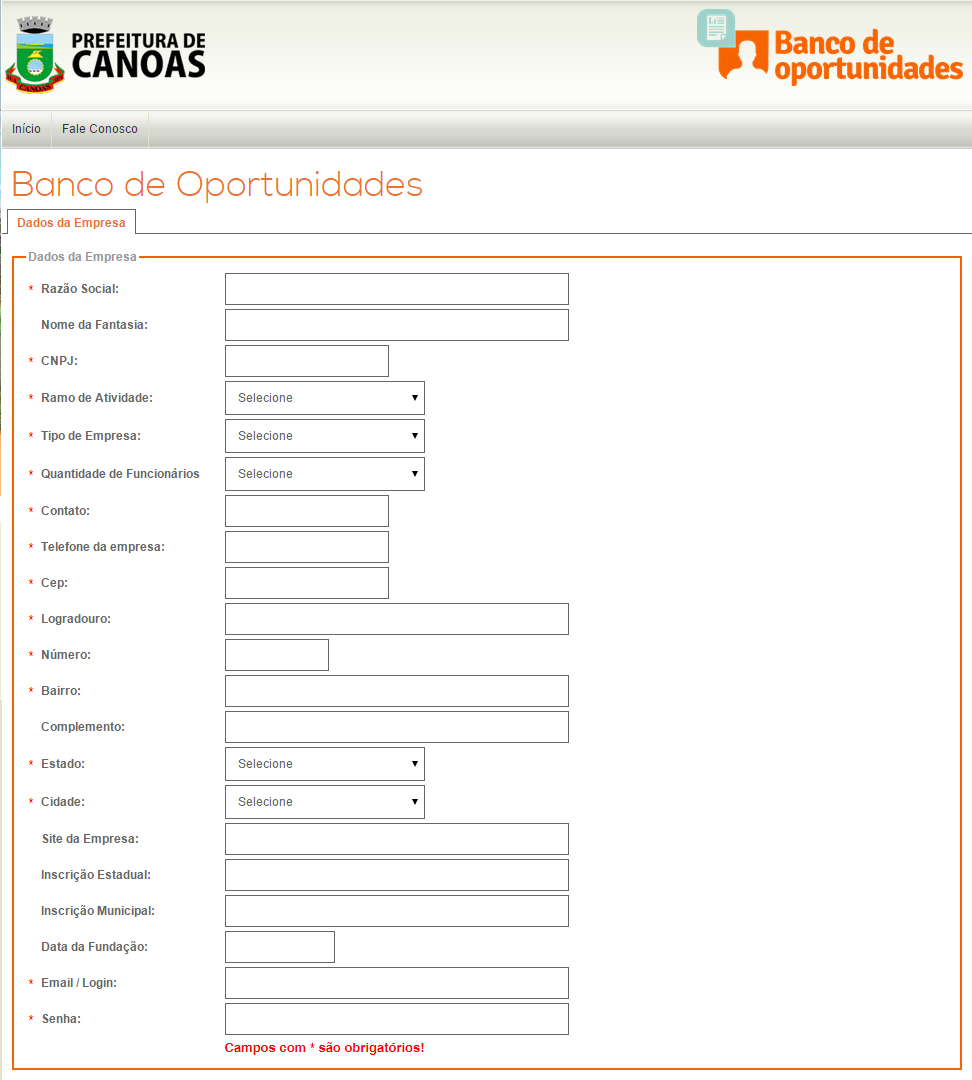 PREFEITURA DE
CANOAS
CANOAS
Banco de
oportunidades
Início Fale Conosco
Banco de Oportunidades
Dados da Empresa
Dados da Empresa
* Razão Social:
Nome da Fantasia:
* CNPJ:
* Ramo de Atividade: Selecione
* Tipo de Empresa: Selecione
* Quantidade de Funcionários Selecione
* Contato:
* Telefone da empresa:
* Cep:
* Logradouro:
* Número:
* Bairro:
Complemento:
* Estado: Selecione
* Cidade: Selecione
Site da Empresa:
Inscrição Estadual:
Inscrição Municipal:
Data da Fundação:
* Email / Login:
* Senha:
Campos com * são obrigatórios!